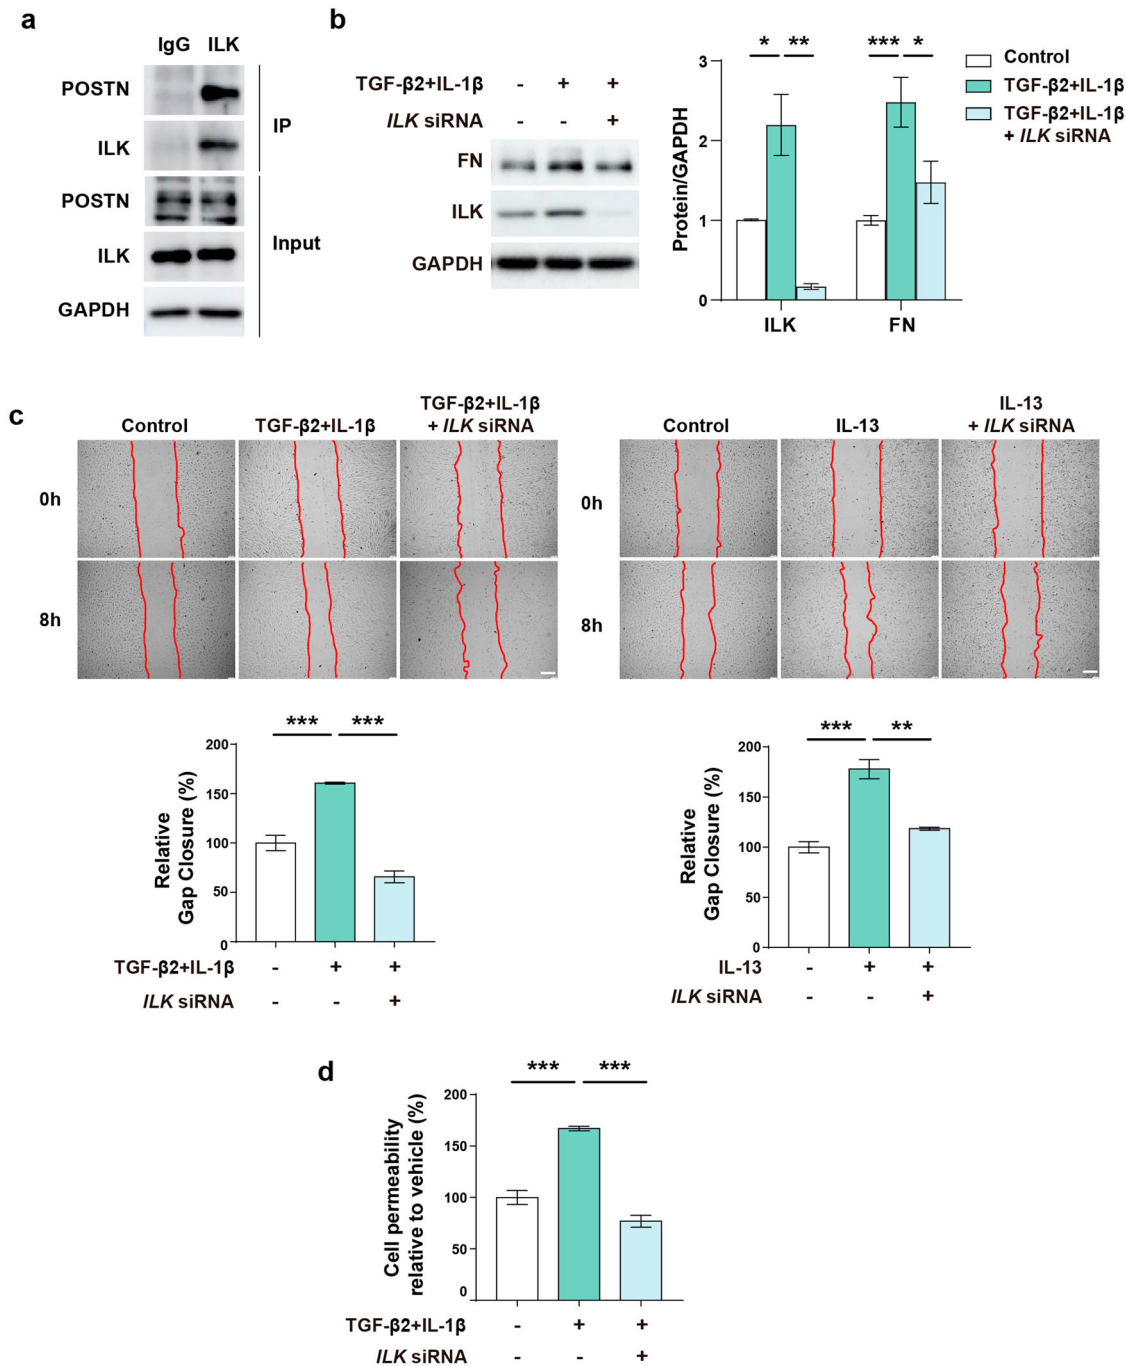 a
IgG ILK
POSTN
ILK
IP
POSTN
ILK
GAPDH
Input
b
TGF-β2+IL-1β - + +
ILK siRNA - - +
FN
ILK
GAPDH
* ** *** *
3
2
1
0
Protein/GAPDH
ILK FN
Control
TGF-β2+IL-1β
TGF-β2+IL-1β
+ ILK siRNA
c
Control TGF-β2+IL-1β TGF-β2+IL-1β
+ ILK siRNA
0h
8h
Control IL-13 IL-13
+ ILK siRNA
0h
8h
*** ***
200
150
100
50
0
Relative
Gap Closure (%)
TGF-β2+IL-1β - + +
ILK siRNA - - +
*** **
200
150
100
50
0
Relative
Gap Closure (%)
IL-13 - + +
ILK siRNA - - +
d
*** ***
200
150
100
50
0
Cell permeability
relative to vehicle (%)
TGF-β2+IL-1β - + +
ILK siRNA - - +